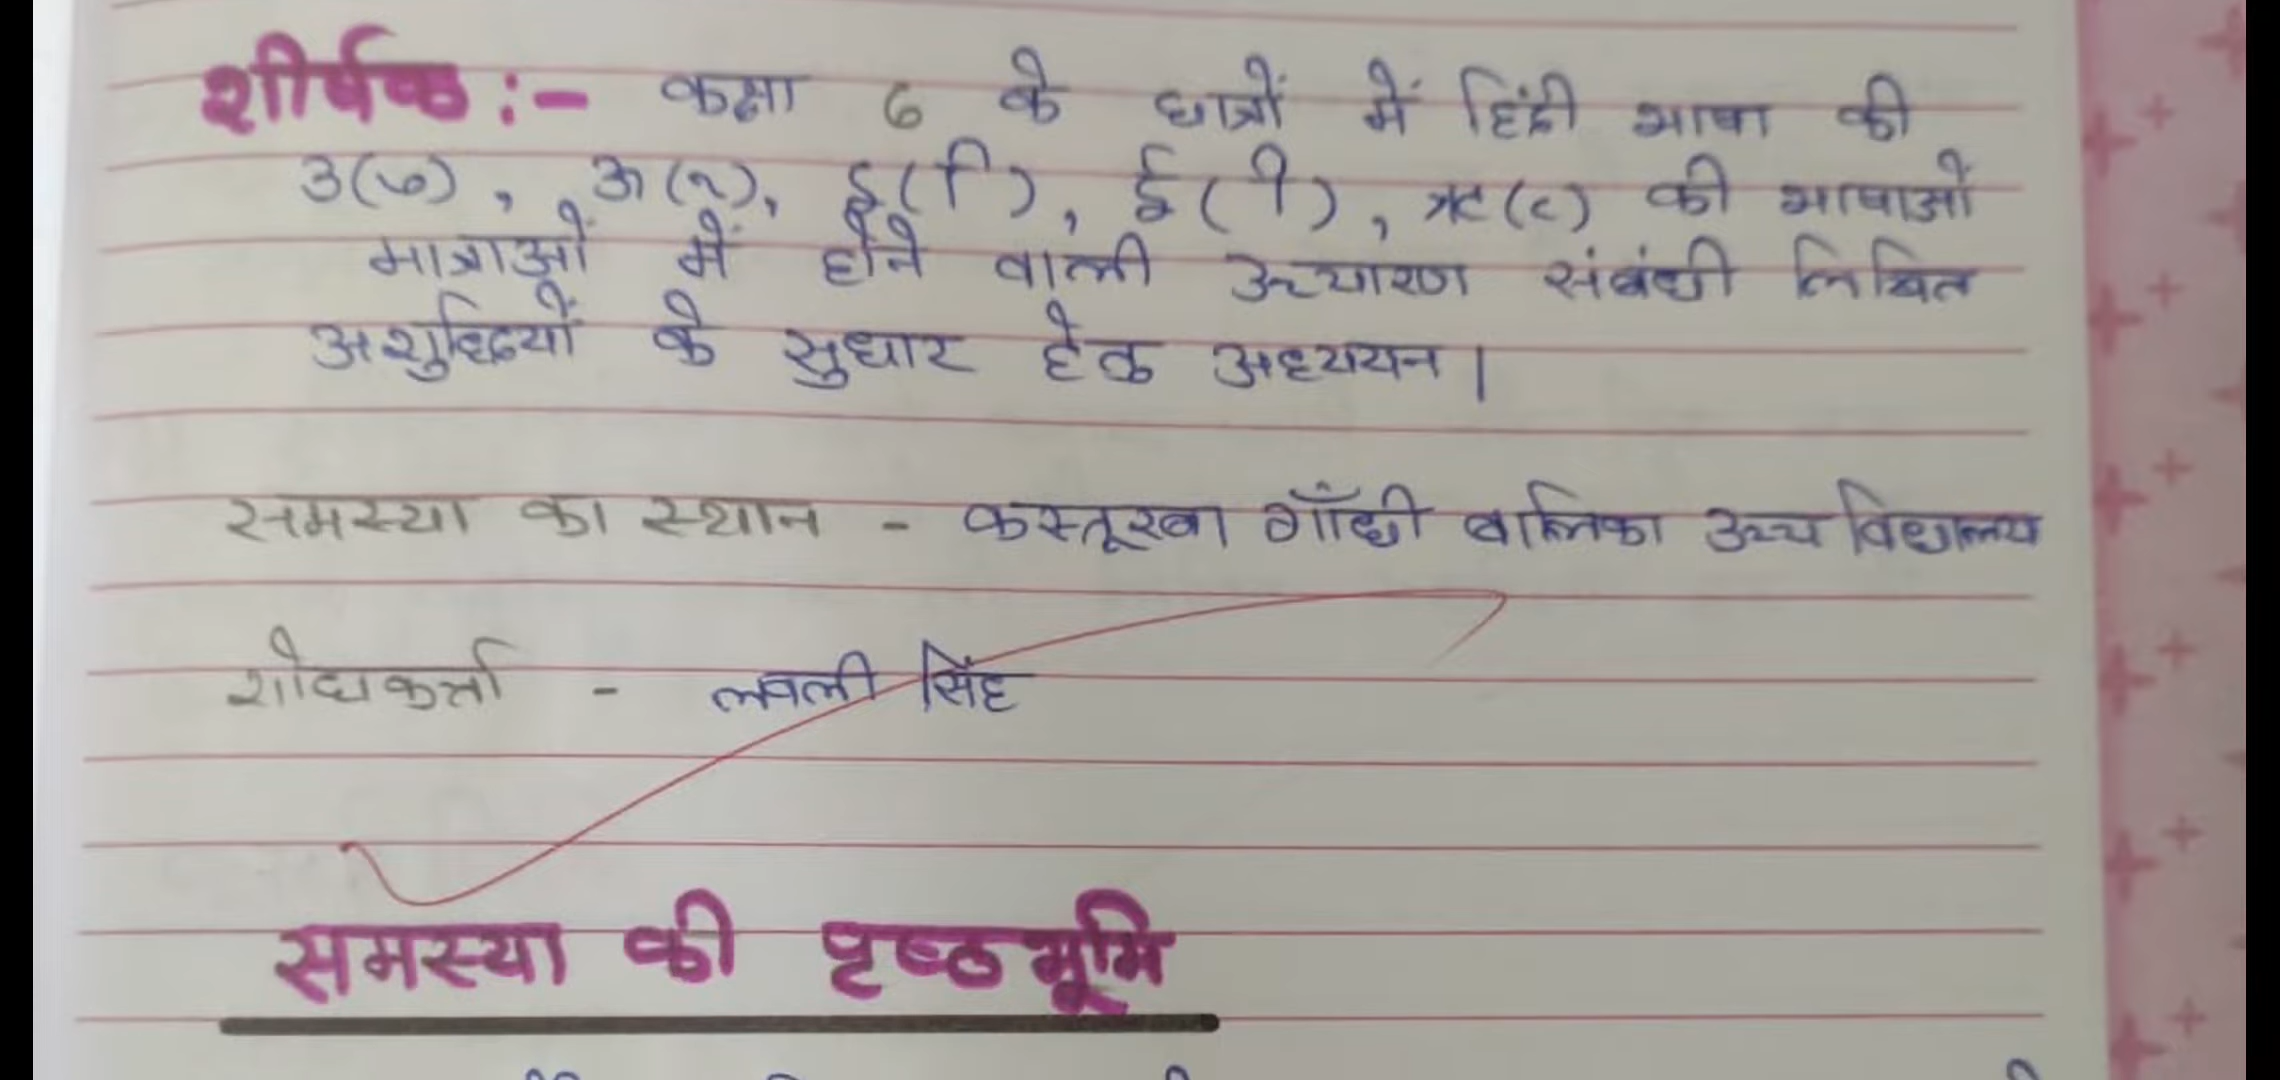 शीर्षक :- कक्षा 6 के छात्रों में हिंदी भाषा की
उ(ु), ऊ(ू), इ(ि), ई(ी), ऋ(ृ) की भाषाओं
मात्राओं में होने वाली उच्चारण संबंधी लिखित
अशुद्धियों के सुधार हेतु अध्ययन।
समस्या का स्थान - कस्तूरबा गाँधी बालिका उच्च विद्यालय
शोधकर्त्ता - लवली सिंह
समस्या की पृष्ठभूमि